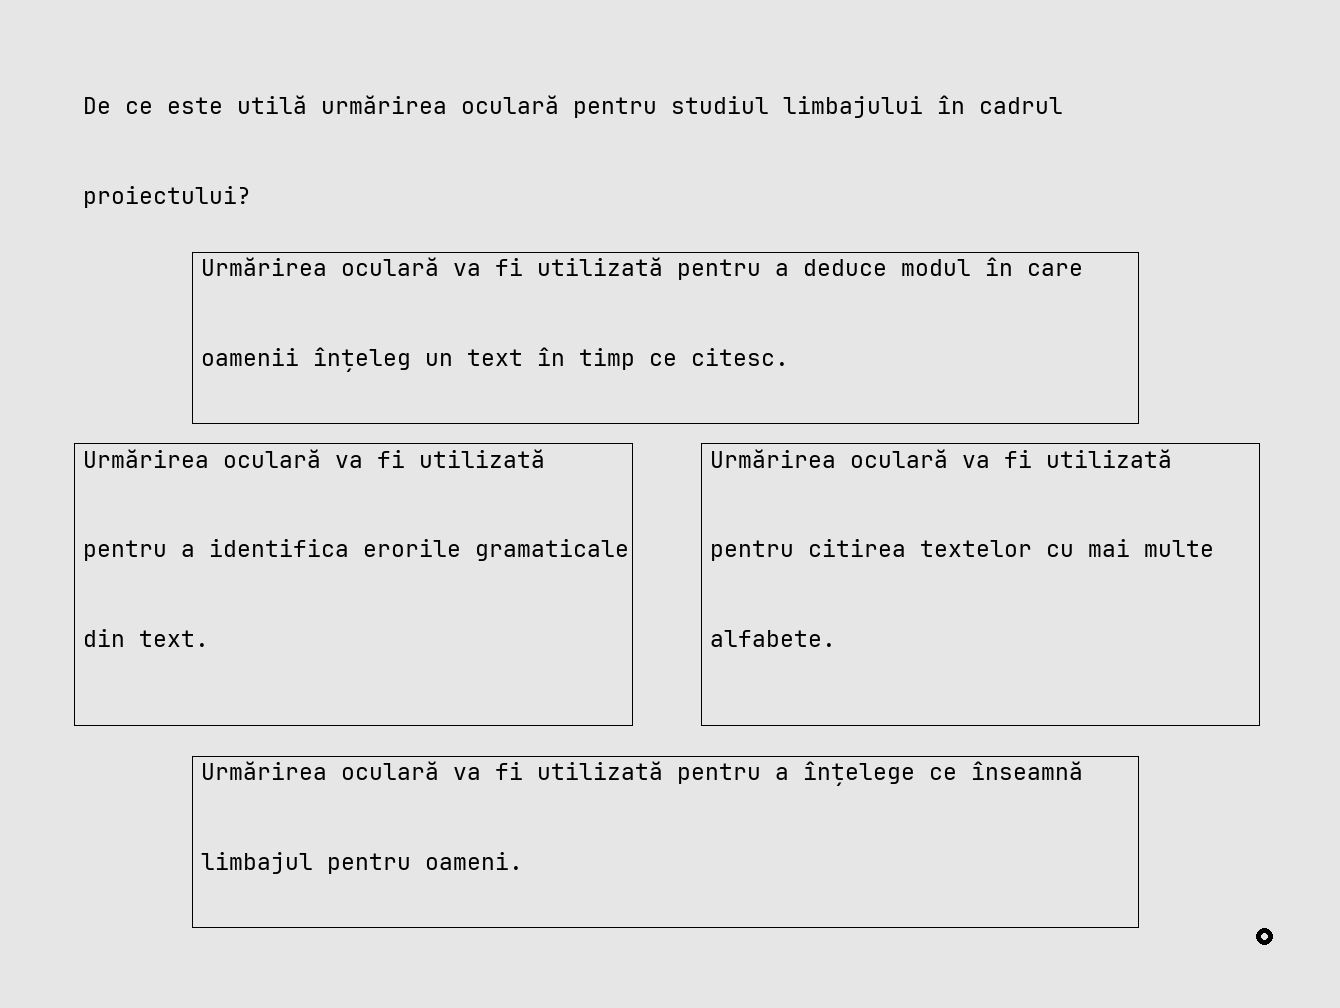 De ce este utilă urmărirea oculară pentru studiul limbajului în cadrul
proiectului?
Urmărirea oculară va fi utilizată pentru a deduce modul în care
oamenii înțeleg un text în timp ce citesc.
Urmărirea oculară va fi utilizată
pentru a identifica erorile gramaticale
din text.
Urmărirea oculară va fi utilizată
pentru citirea textelor cu mai multe
alfabete.
Urmărirea oculară va fi utilizată pentru a înțelege ce înseamnă
limbajul pentru oameni.